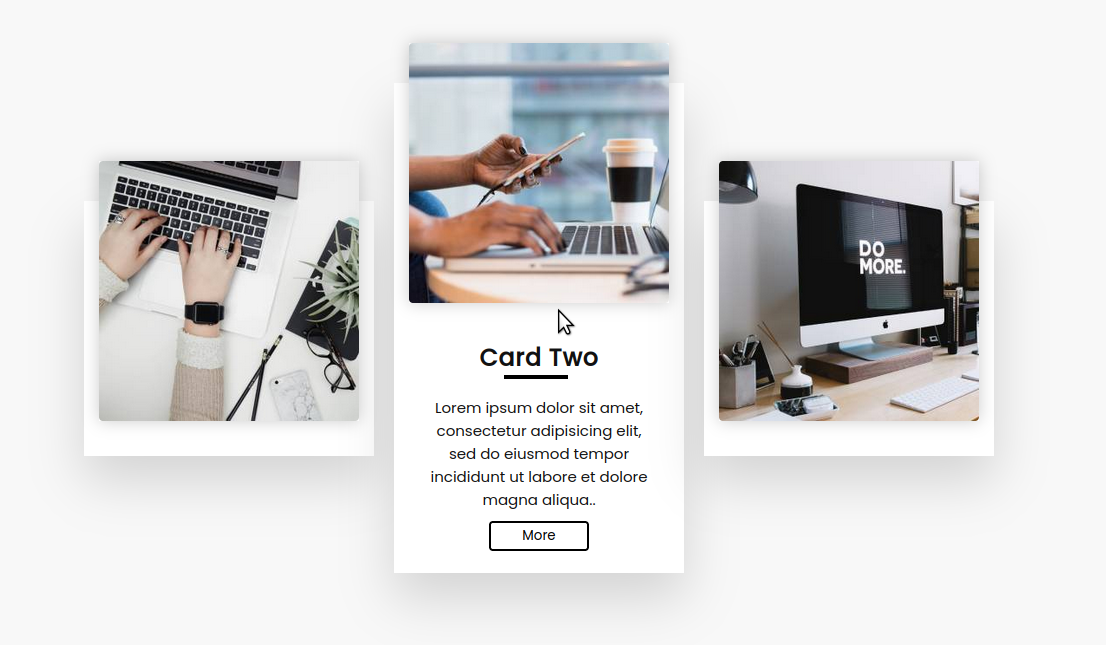 DO
MORE.
Card Two
Lorem ipsum dolor sit amet,
consectetur adipisicing elit,
sed do eiusmod tempor
incididunt ut labore et dolore
magna aliqua..
More